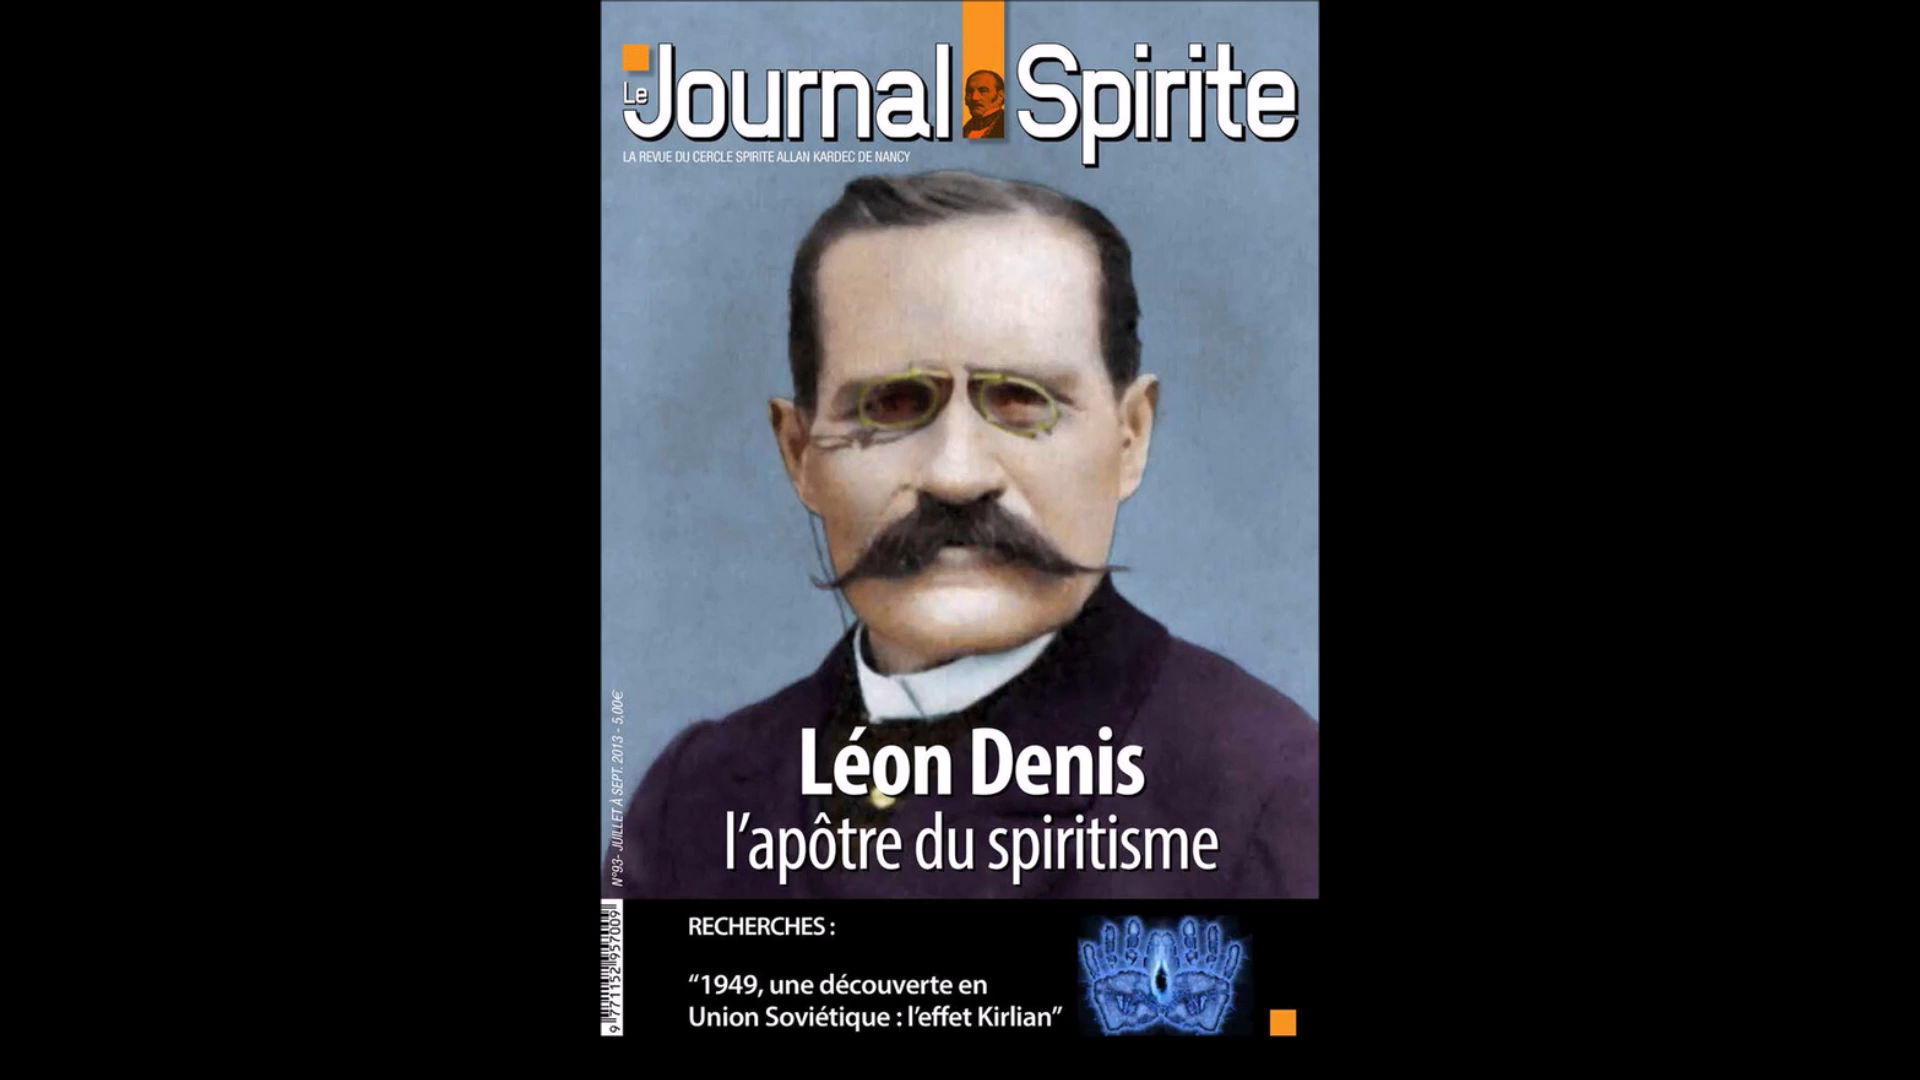 Le Journal Spirite
LA REVUE DU CERCLE SPIRITE ALLAN KARDEC DE NANCY
N°93- JUILLET À SEPT. 2013 - 5,00€
Léon Denis
l'apôtre du spiritisme
RECHERCHES :
“1949, une découverte en
Union Soviétique : l'effet Kirlian”
9 771152 957009